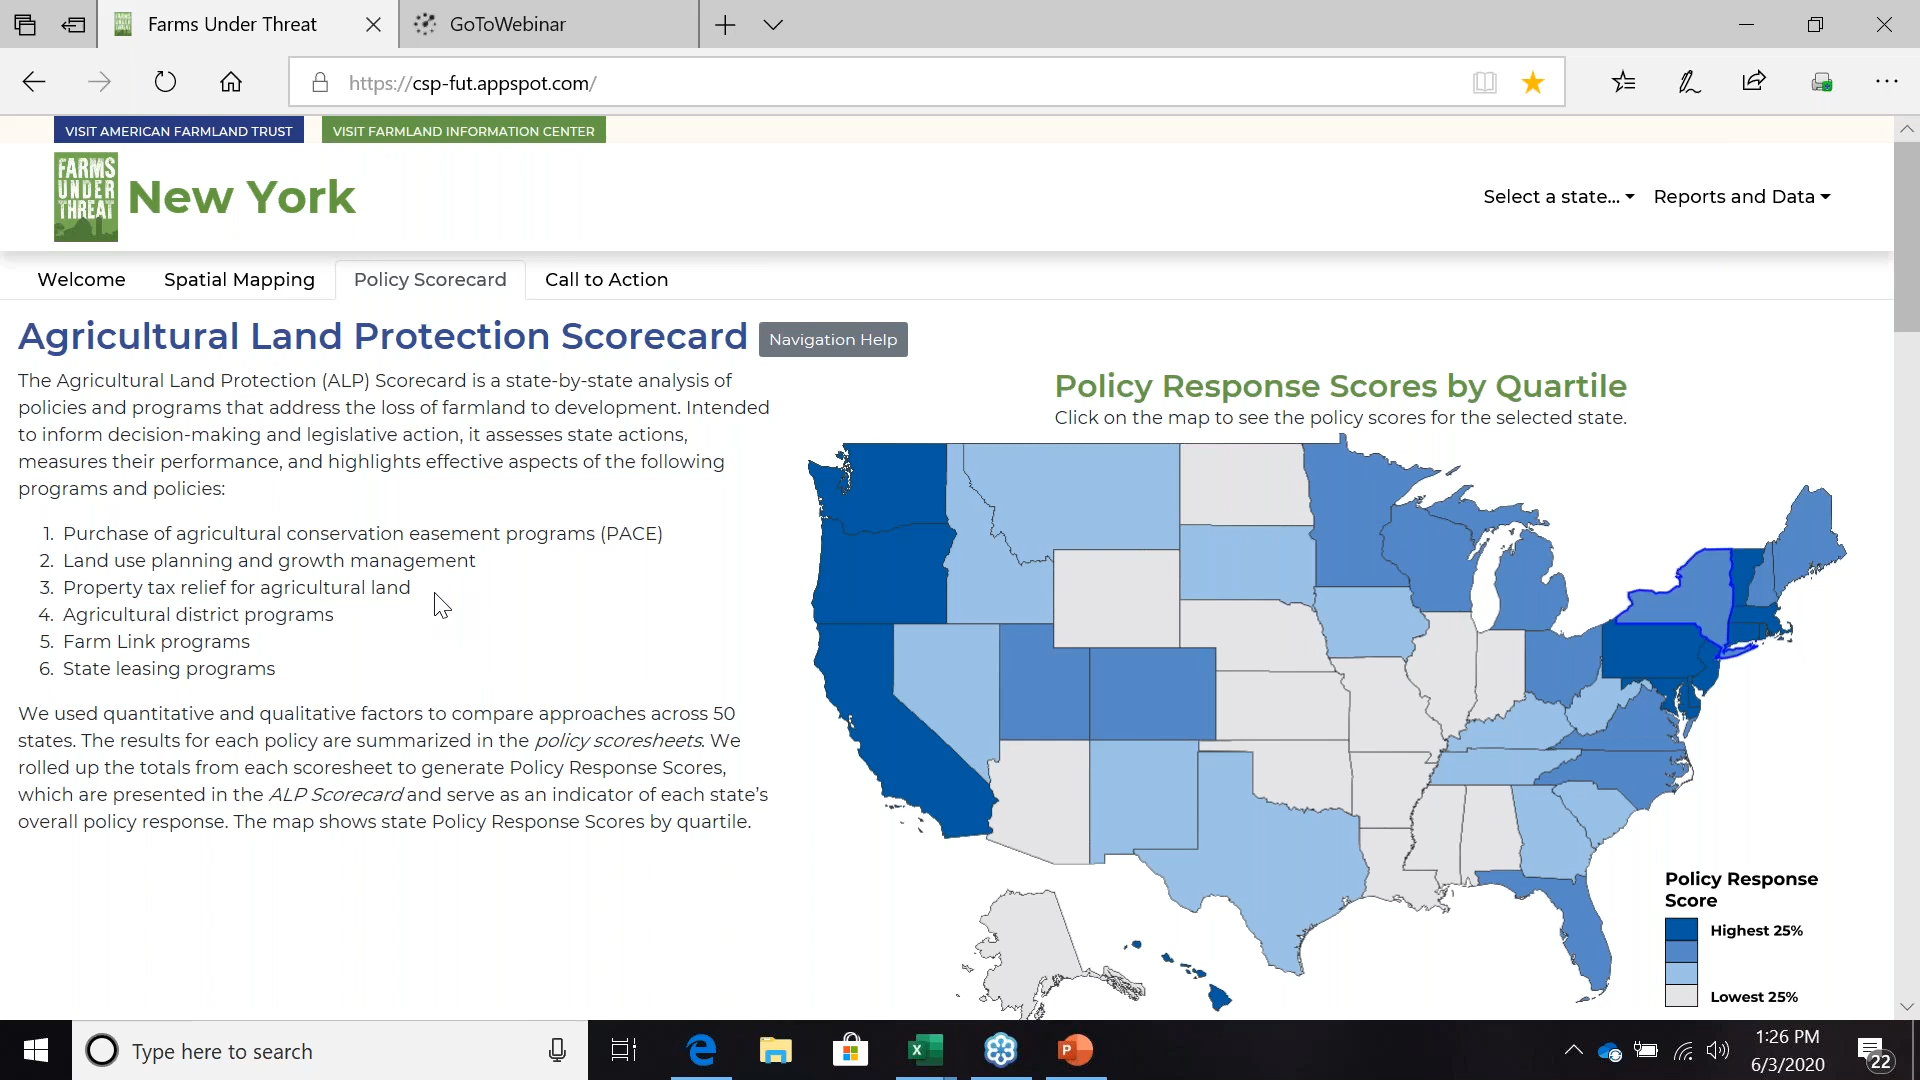 Farms Under Threat
GoToWebinar
https://csp-fut.appspot.com/
VISIT AMERICAN FARMLAND TRUST
VISIT FARMLAND INFORMATION CENTER
FARMS
UNDER
THREAT
New York
Select a state...
Reports and Data
Welcome
Spatial Mapping
Policy Scorecard
Call to Action
Agricultural Land Protection Scorecard
Navigation Help
The Agricultural Land Protection (ALP) Scorecard is a state-by-state analysis of
policies and programs that address the loss of farmland to development. Intended
to inform decision-making and legislative action, it assesses state actions,
measures their performance, and highlights effective aspects of the following
programs and policies:
1. Purchase of agricultural conservation easement programs (PACE)
2. Land use planning and growth management
3. Property tax relief for agricultural land
4. Agricultural district programs
5. Farm Link programs
6. State leasing programs
We used quantitative and qualitative factors to compare approaches across 50
states. The results for each policy are summarized in the policy scoresheets. We
rolled up the totals from each scoresheet to generate Policy Response Scores,
which are presented in the ALP Scorecard and serve as an indicator of each state's
overall policy response. The map shows state Policy Response Scores by quartile.
Policy Response Scores by Quartile
Click on the map to see the policy scores for the selected state.
Policy Response
Score
Highest 25%
Lowest 25%
Type here to search
1:26 PM
6/3/2020
22